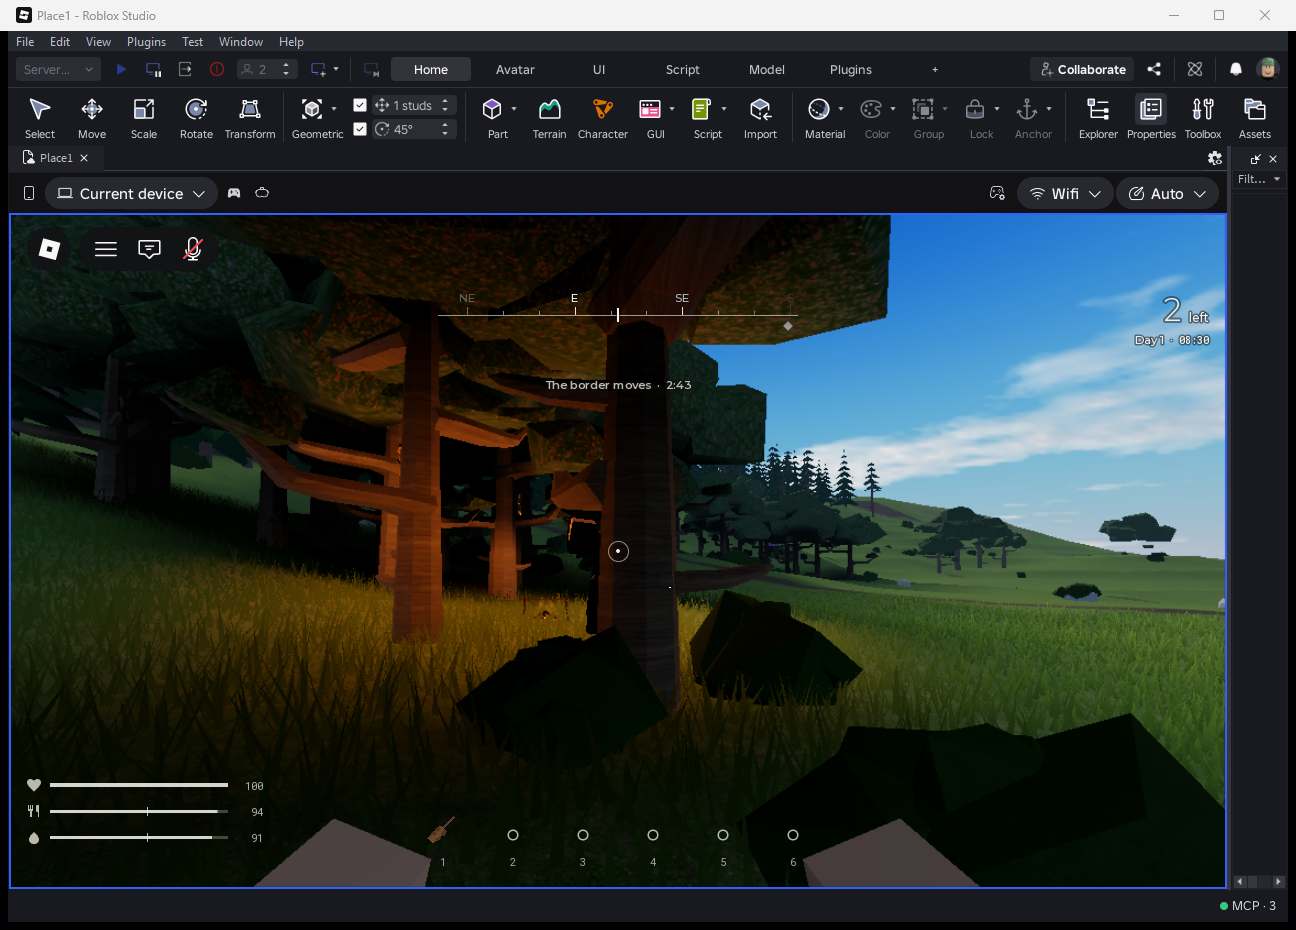 Place1 - Roblox Studio
File Edit View Plugins Test Window Help
Server... 2 Home Avatar UI Script Model Plugins + Collaborate
1 studs
45°
Select Move Scale Rotate Transform Geometric Part Terrain Character GUI Script Import Material Color Group Lock Anchor Explorer Properties Toolbox Assets
Place1
Filt...
Current device Wifi Auto
NE E SE
2 left
Day 1 · 08:30
The border moves · 2:43
100
94
91
1 2 3 4 5 6
MCP · 3